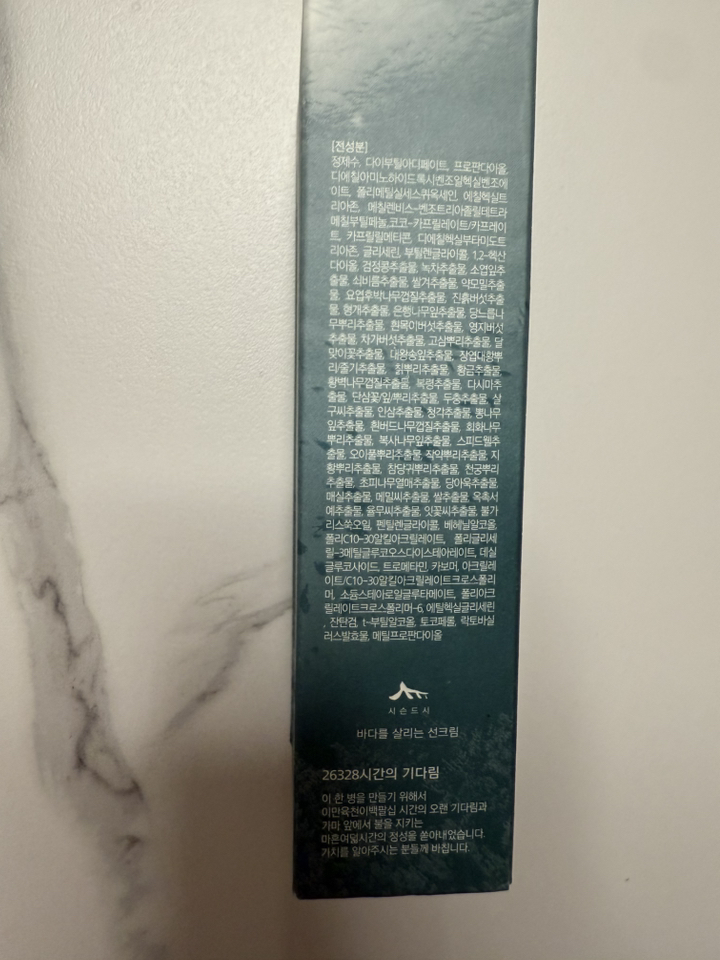 [전성분]
정제수, 다이부틸아디페이트, 프로판다이올,
디에칠아미노하이드록시벤조일헥실벤조에
이트, 폴리메틸실세스퀴옥세인, 에칠헥실트
리아존, 메칠렌비스-벤조트리아졸릴테트라
메칠부틸페놀,코코-카프릴레이트/카프레이
트, 카프릴릴메티콘, 디에칠헥실부타미도트
리아존, 글리세린, 부틸렌글라이콜, 1,2-헥산
다이올, 검정콩추출물, 녹차추출물, 소엽잎추
출물, 쇠비름추출물, 쌀겨추출물, 약모밀추출
물, 요엽후박나무껍질추출물, 진흙버섯추출
물, 형개추출물, 은행나무잎추출물, 당느릅나
무뿌리추출물, 흰목이버섯추출물, 영지버섯
추출물, 차가버섯추출물, 고삼뿌리추출물, 달
맞이꽃추출물, 대왕송잎추출물, 장엽대황뿌
리/줄기추출물, 칡뿌리추출물, 황금추출물,
황벽나무껍질추출물, 복령추출물, 다시마추
출물, 단삼꽃/잎/뿌리추출물, 두충추출물, 살
구씨추출물, 인삼추출물, 청각추출물, 뽕나무
잎추출물, 흰버드나무껍질추출물, 회화나무
뿌리추출물, 복사나무잎추출물, 스피드웰추
출물, 오이풀뿌리추출물, 작약뿌리추출물, 지
황뿌리추출물, 참당귀뿌리추출물, 천궁뿌리
추출물, 초피나무열매추출물, 당아욱추출물,
매실추출물, 메밀씨추출물, 쌀추출물, 옥촉서
예추출물, 율무씨추출물, 잇꽃씨추출물, 불가
리스쑥오일, 펜틸렌글라이콜, 베헤닐알코올,
폴리C10-30알킬아크릴레이트, 폴리글리세
릴-3메틸글루코오스다이스테아레이트, 데실
글루코사이드, 트로메타민, 카보머, 아크릴레
이트/C10-30알킬아크릴레이트크로스폴리
머, 소듐스테아로일글루타메이트, 폴리아크
릴레이트크로스폴리머-6, 에틸헥실글리세린
, 잔탄검, t-부틸알코올, 토코페롤, 락토바실
러스발효물, 메틸프로판다이올
시슨드시
바다를 살리는 선크림
26328시간의 기다림
이 한 병을 만들기 위해서
이만육천이백팔십 시간의 오랜 기다림과
가마 앞에서 불을 지키는
마흔여덟시간의 정성을 쏟아내었습니다.
가치를 알아주시는 분들께 바칩니다.